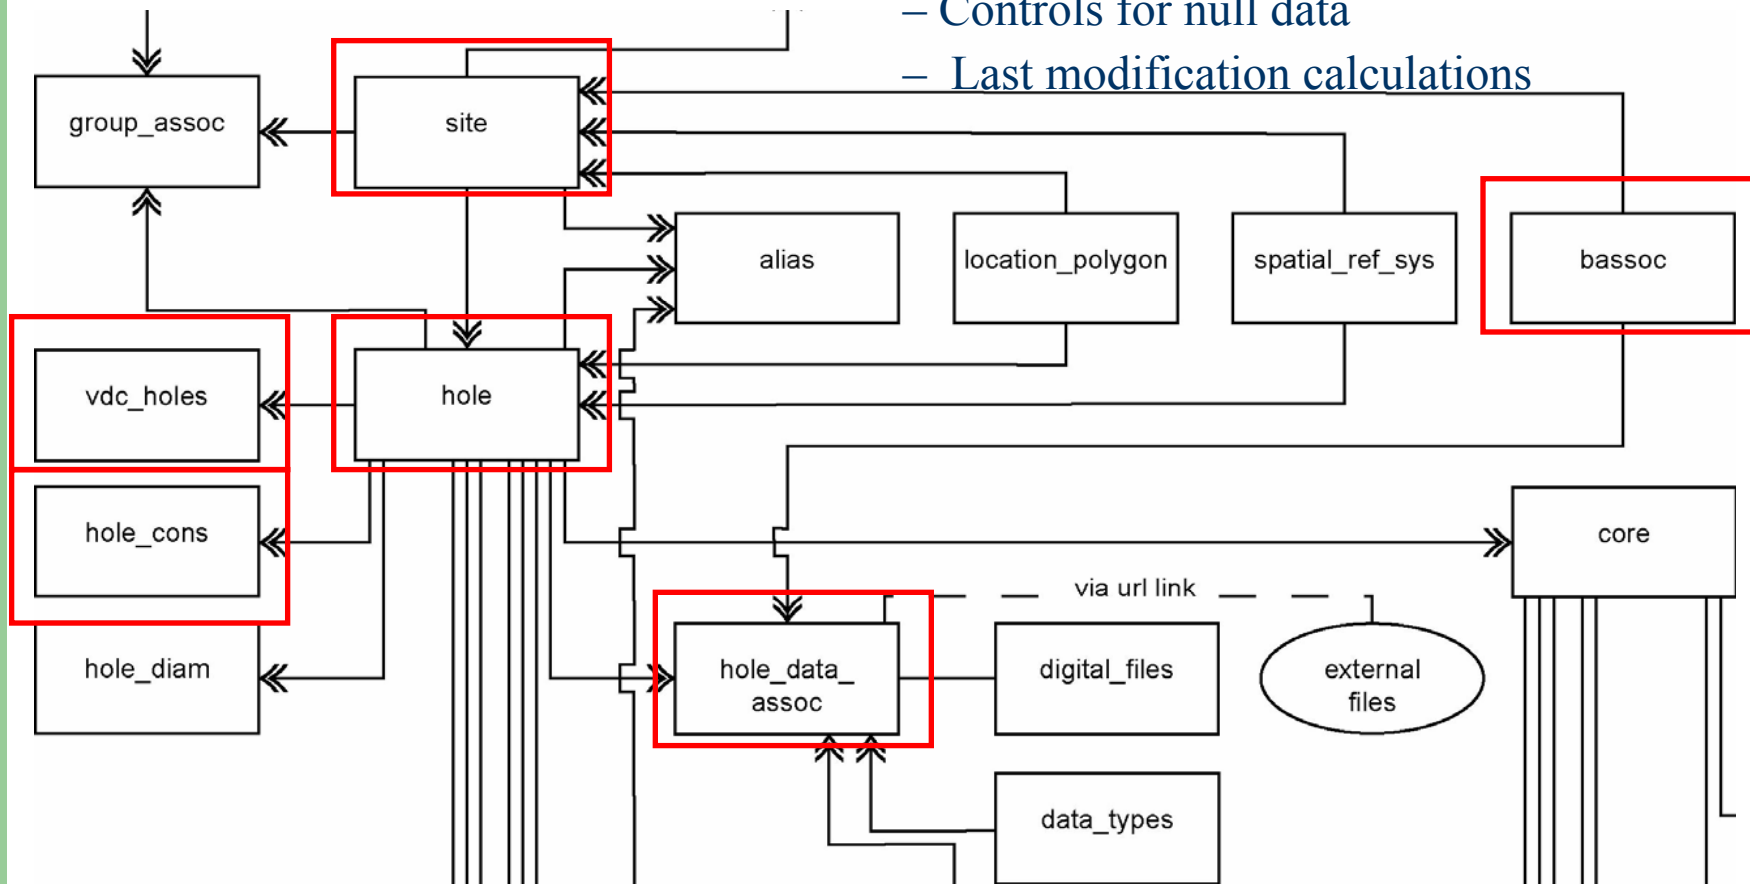 – Controls for null data
– Last modification calculations
group_assoc
site
alias
location_polygon
spatial_ref_sys
bassoc
vdc_holes
hole
hole_cons
core
via url link
hole_diam
hole_data_
assoc
digital_files
external
files
data_types